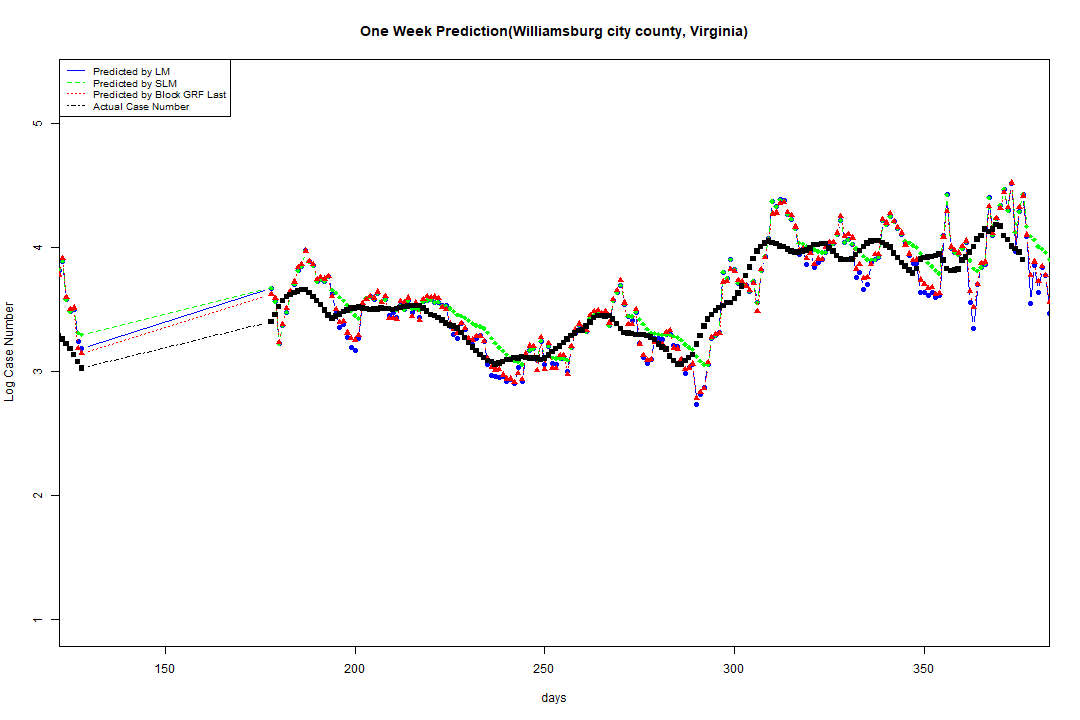 One Week Prediction(Williamsburg city county, Virginia)
Predicted by LM
Predicted by SLM
Predicted by Block GRF Last
Actual Case Number
5
4
3
2
1
Log Case Number
150 200 250 300 350
days